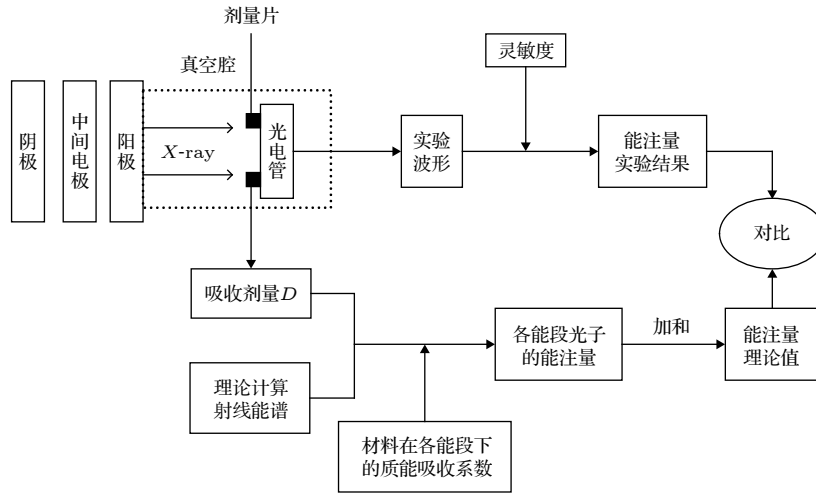 剂量片
真空腔
灵敏度
阴极
中间电极
阳极
X-ray
光电管
实验
波形
能注量
实验结果
对比
吸收剂量D
各能段光子
的能注量
加和
能注量
理论值
理论计算
射线能谱
材料在各能段下
的质能吸收系数